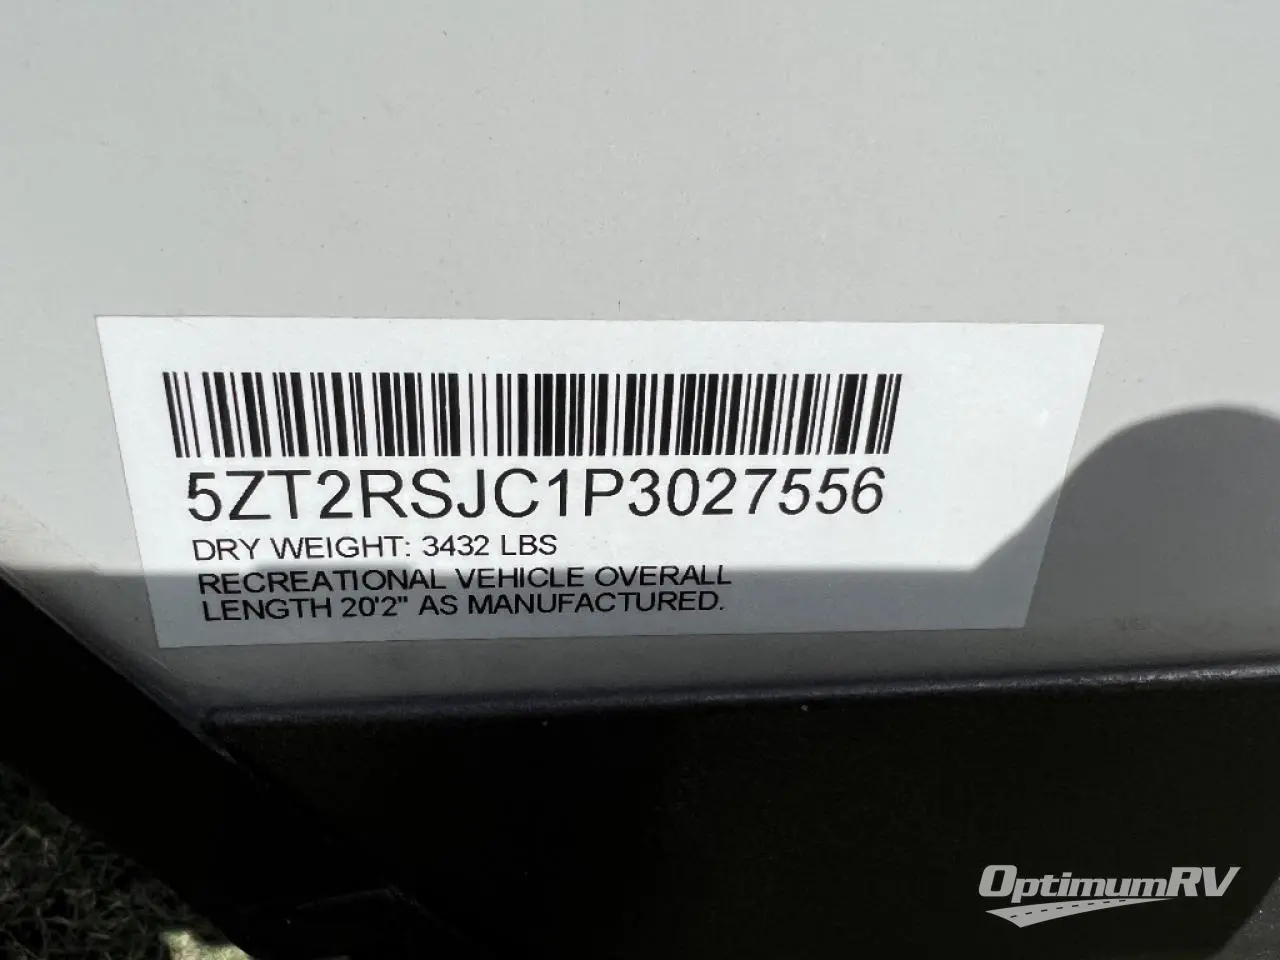 5ZT2RSJC1P3027556
DRY WEIGHT: 3432 LBS
RECREATIONAL VEHICLE OVERALL
LENGTH 20'2" AS MANUFACTURED.
OptimumRV